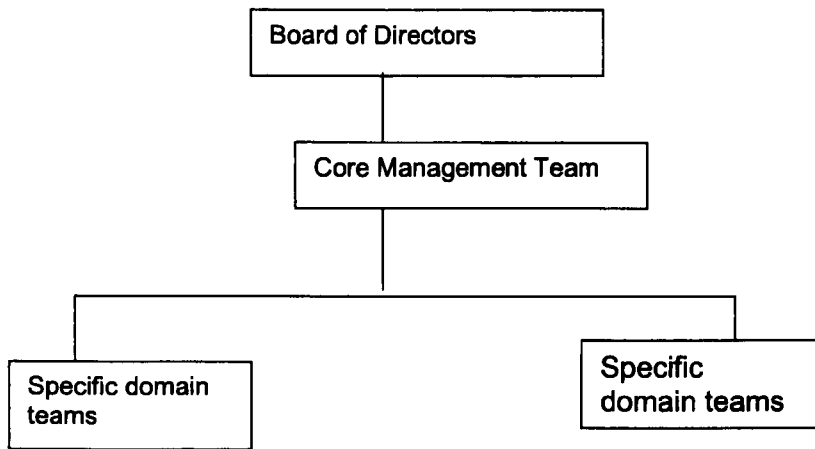 Board of Directors
Core Management Team
Specific domain
teams
Specific
domain teams